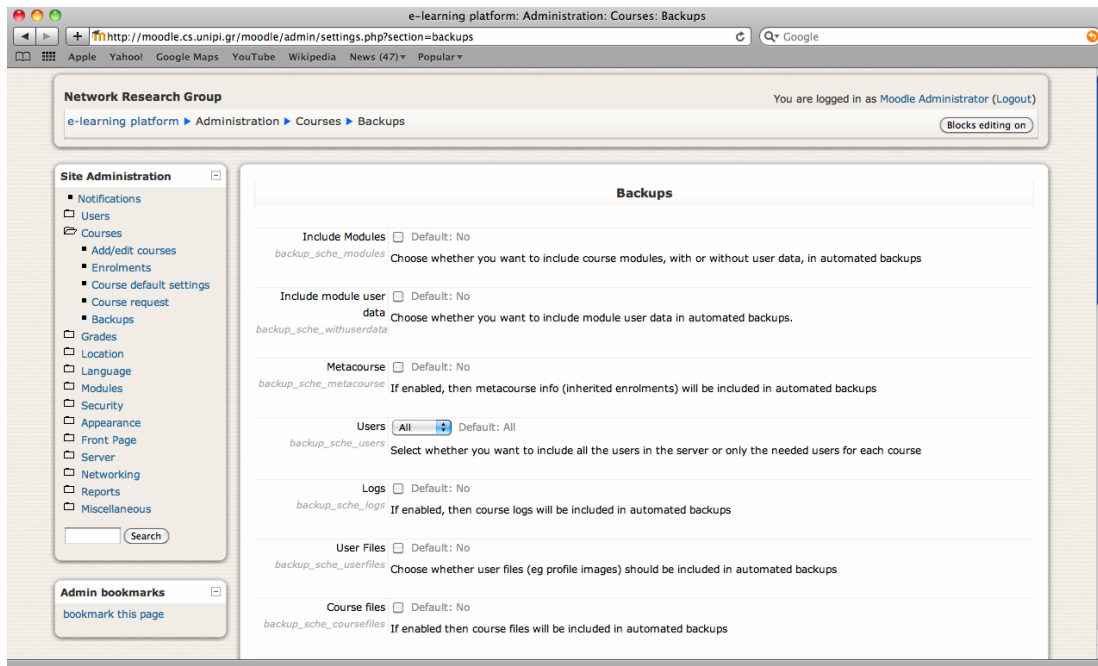 e-learning platform: Administration: Courses: Backups
http://moodle.cs.unipi.gr/moodle/admin/settings.php?section=backups
Google
Apple Yahoo! Google Maps YouTube Wikipedia News (47) Popular
Network Research Group
You are logged in as Moodle Administrator (Logout)
e-learning platform ► Administration ► Courses ► Backups
Blocks editing on
Site Administration
Notifications
Users
Courses
Add/edit courses
Enrolments
Course default settings
Course request
Backups
Grades
Location
Language
Modules
Security
Appearance
Front Page
Server
Networking
Reports
Miscellaneous
Search
Admin bookmarks
bookmark this page
Backups
Include Modules Default: No
backup_sche_modules
Choose whether you want to include course modules, with or without user data, in automated backups
Include module user data Default: No
backup_sche_withuserdata
Choose whether you want to include module user data in automated backups.
Metacourse Default: No
backup_sche_metacourse
If enabled, then metacourse info (inherited enrolments) will be included in automated backups
Users All Default: All
backup_sche_users
Select whether you want to include all the users in the server or only the needed users for each course
Logs Default: No
backup_sche_logs
If enabled, then course logs will be included in automated backups
User Files Default: No
backup_sche_userfiles
Choose whether user files (eg profile images) should be included in automated backups
Course files Default: No
backup_sche_coursefiles
If enabled then course files will be included in automated backups